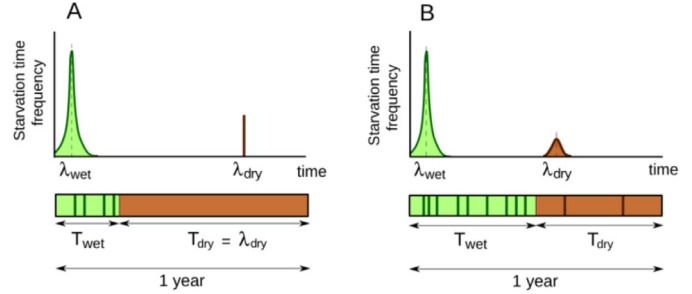 A
Starvation time
frequency
λwet
λdry
time
Twet
Tdry = λdry
1 year
B
Starvation time
frequency
λwet
λdry
time
Twet
Tdry
1 year